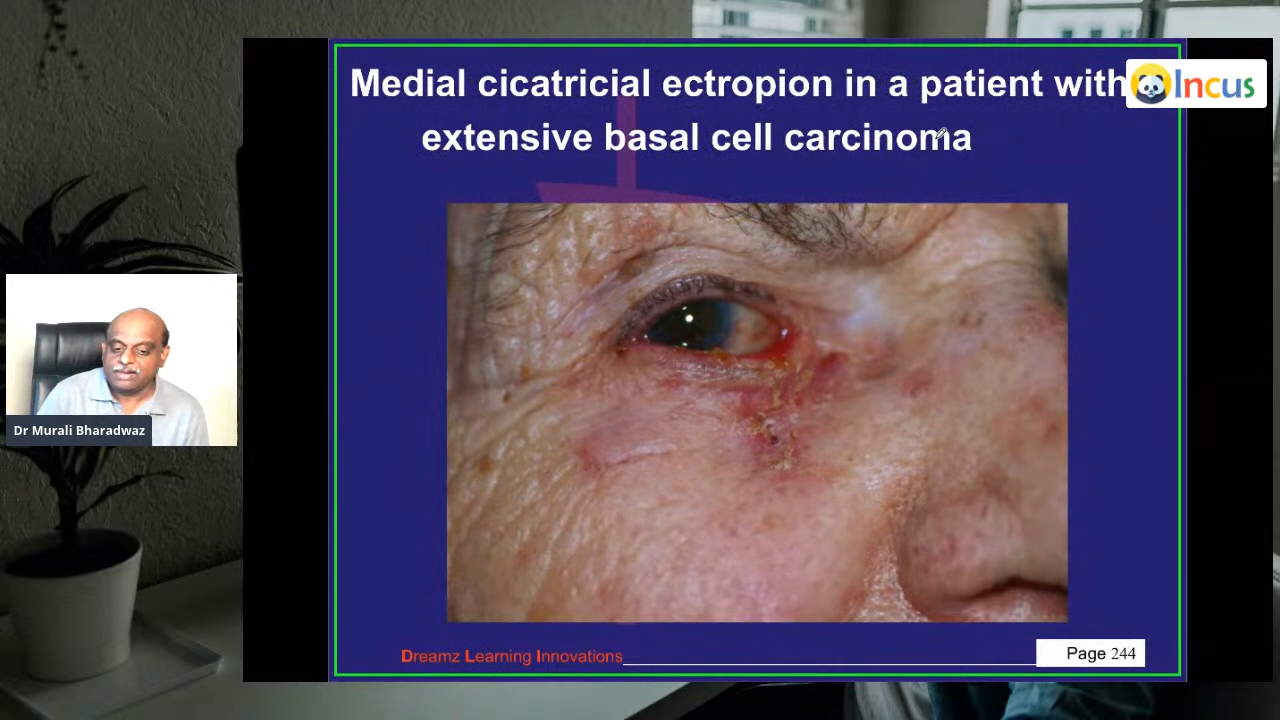 Medial cicatricial ectropion in a patient with
Incus
extensive basal cell carcinoma
Dr Murali Bharadwaz
Dreamz Learning Innovations
Page 244